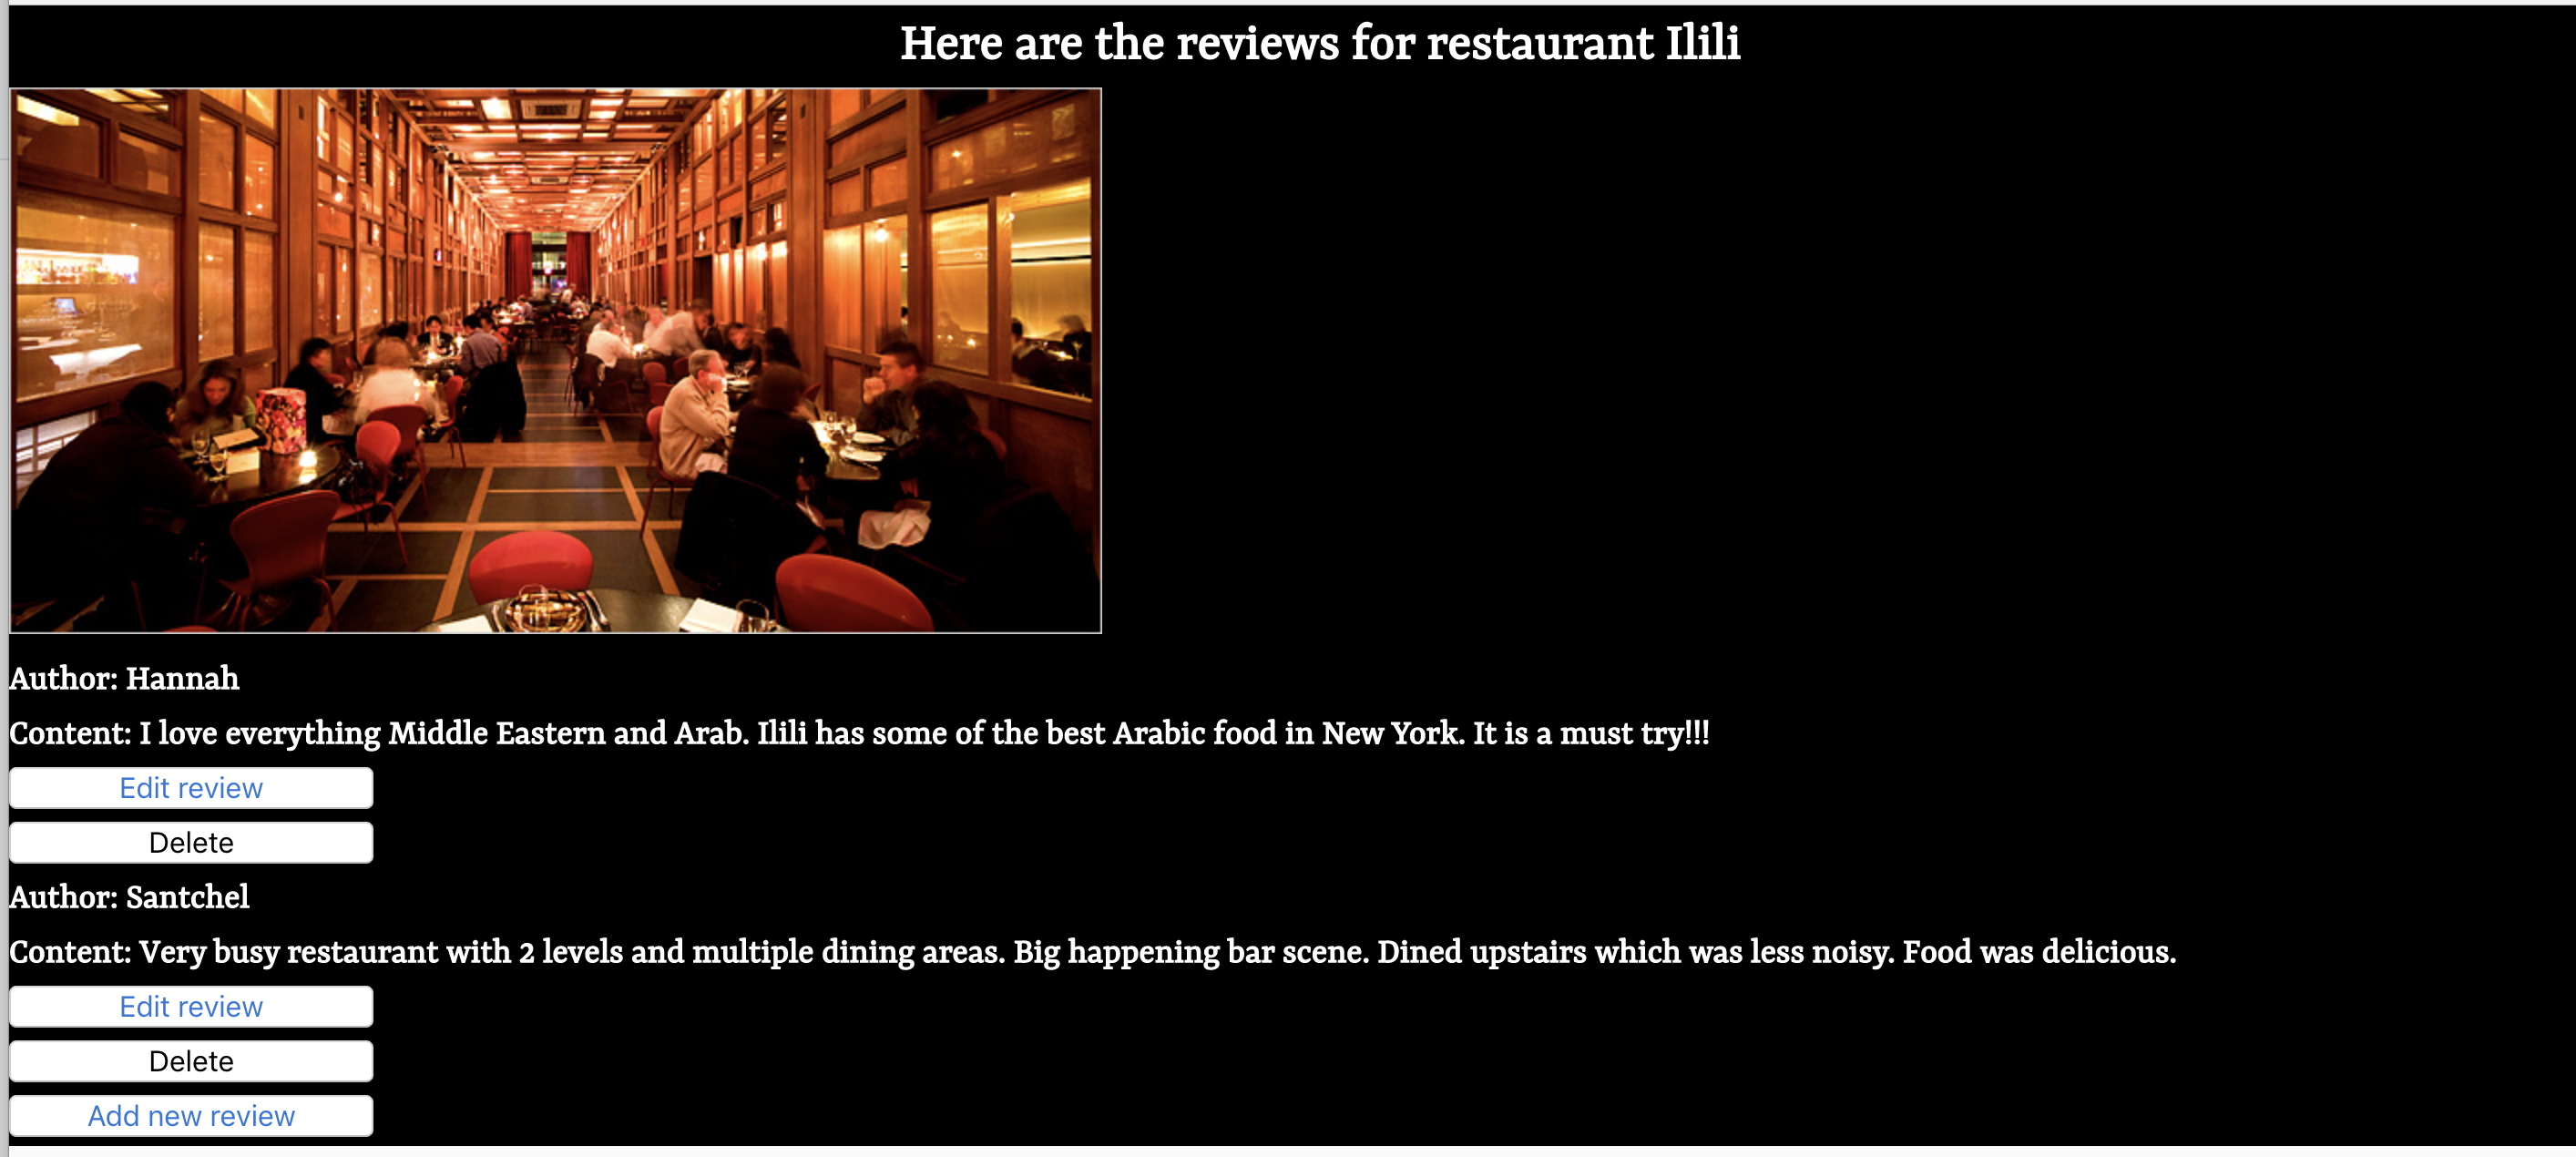 Here are the reviews for restaurant Ilili
Author: Hannah
Content: I love everything Middle Eastern and Arab. Ilili has some of the best Arabic food in New York. It is a must try!!!
Edit review
Delete
Author: Santchel
Content: Very busy restaurant with 2 levels and multiple dining areas. Big happening bar scene. Dined upstairs which was less noisy. Food was delicious.
Edit review
Delete
Add new review